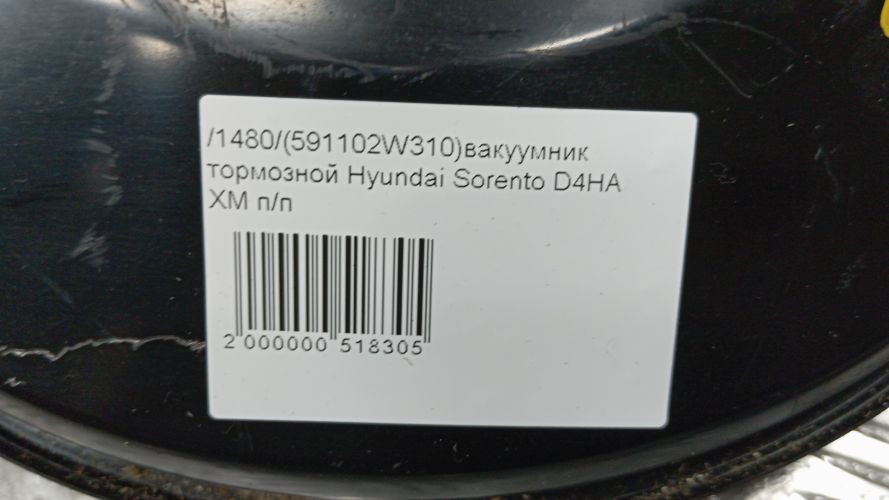 /1480/(591102W310)вакуумник
тормозной Hyundai Sorento D4HA
XM п/п
2 000000 518305